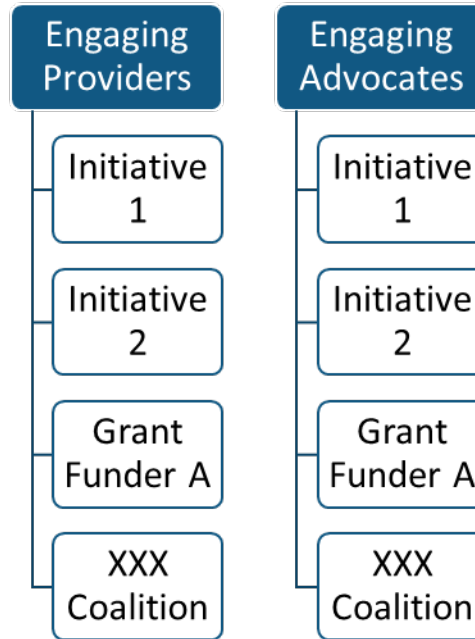 Engaging
Providers
Initiative
1
Initiative
2
Grant
Funder A
XXX
Coalition
Engaging
Advocates
Initiative
1
Initiative
2
Grant
Funder A
XXX
Coalition